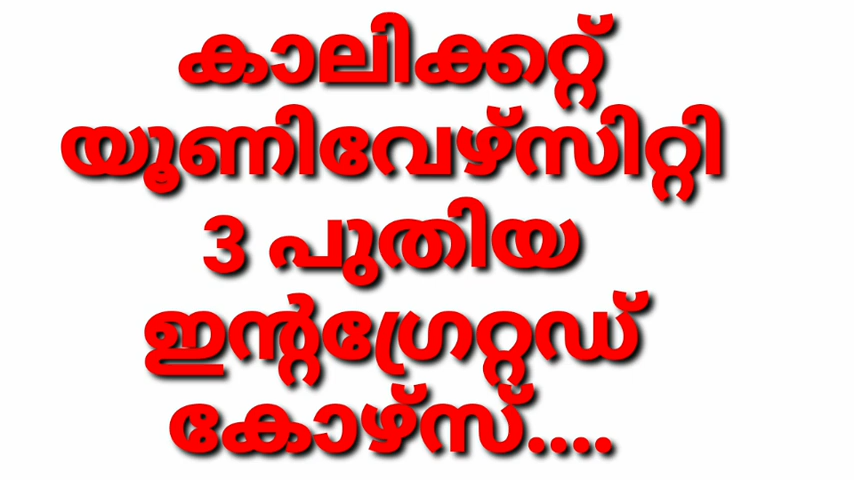 കാലിക്കറ്റ്
യൂണിവേഴ്സിറ്റി
3 പുതിയ
ഇന്റഗ്രേറ്റഡ്
കോഴ്സ്....